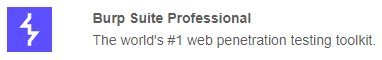 Burp Suite Professional
The world's #1 web penetration testing toolkit.